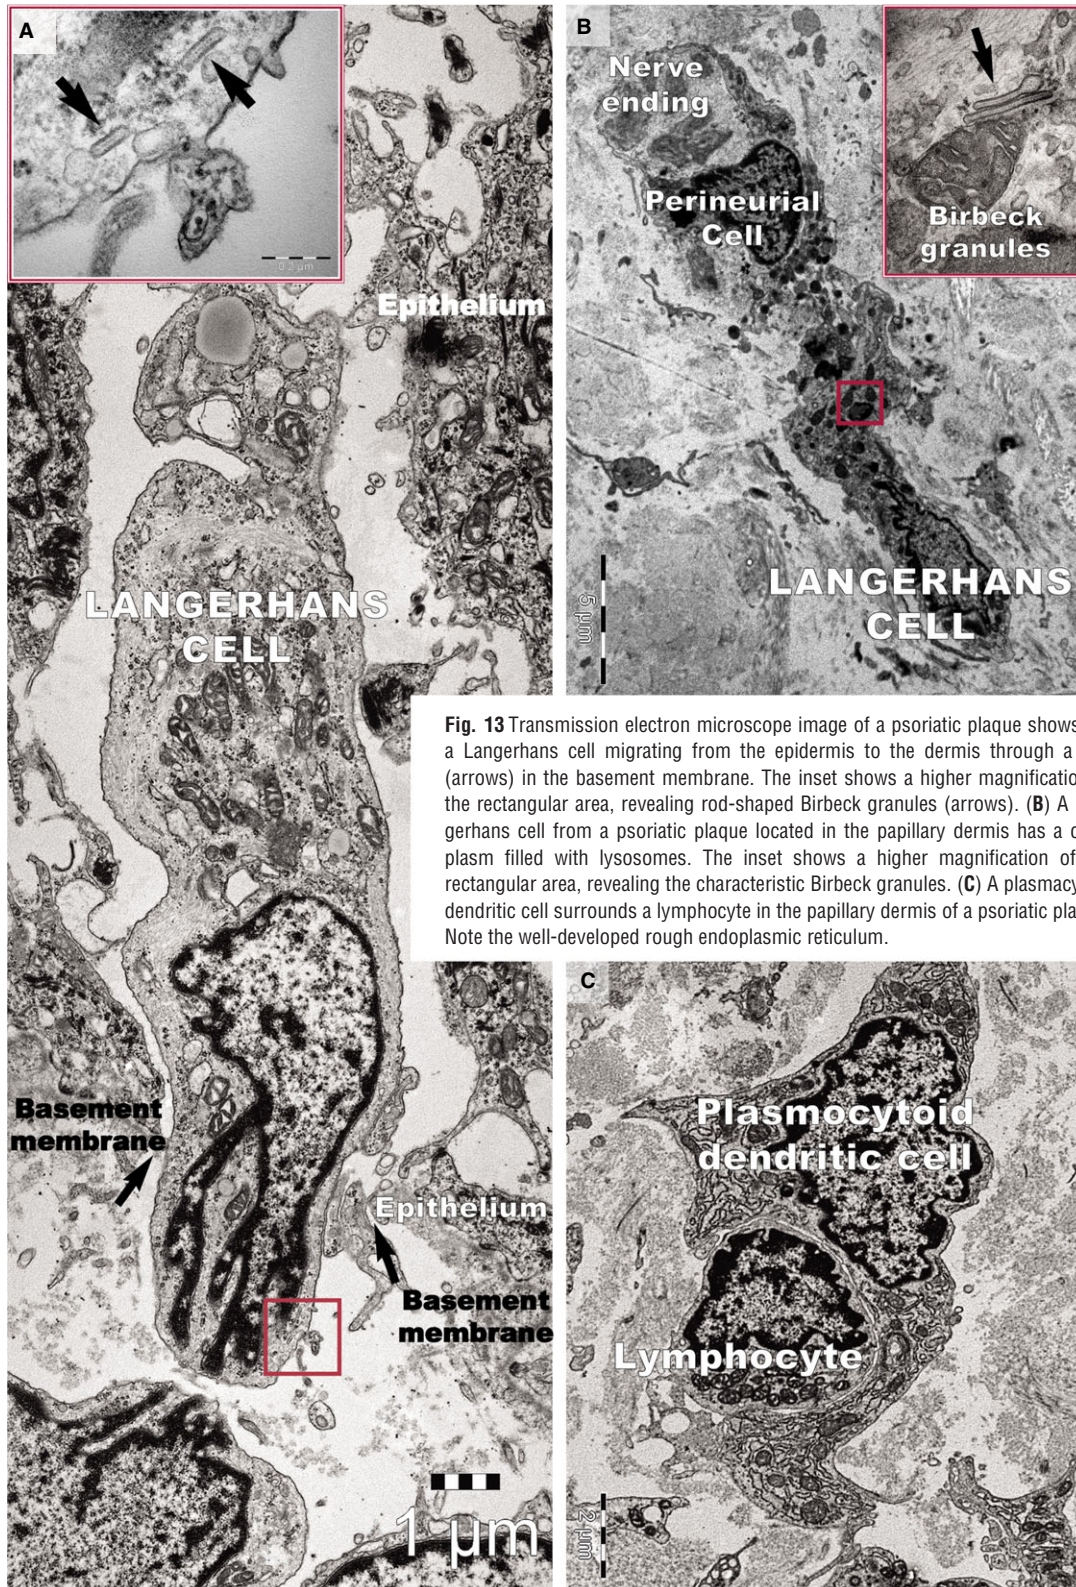 A
0.2 µm
Epithelium
LANGERHANS
CELL
Basement
membrane
Epithelium
Basement
membrane
1 µm
B
Nerve
ending
Perineurial
Cell
Birbeck
granules
LANGERHANS
CELL
5 µm
Fig. 13 Transmission electron microscope image of a psoriatic plaque shows
a Langerhans cell migrating from the epidermis to the dermis through a
(arrows) in the basement membrane. The inset shows a higher magnificatio
the rectangular area, revealing rod-shaped Birbeck granules (arrows). (B) A
gerhans cell from a psoriatic plaque located in the papillary dermis has a c
plasm filled with lysosomes. The inset shows a higher magnification of
rectangular area, revealing the characteristic Birbeck granules. (C) A plasmacy
dendritic cell surrounds a lymphocyte in the papillary dermis of a psoriatic pla
Note the well-developed rough endoplasmic reticulum.
C
Plasmocytoid
dendritic cell
Lymphocyte
2 µm